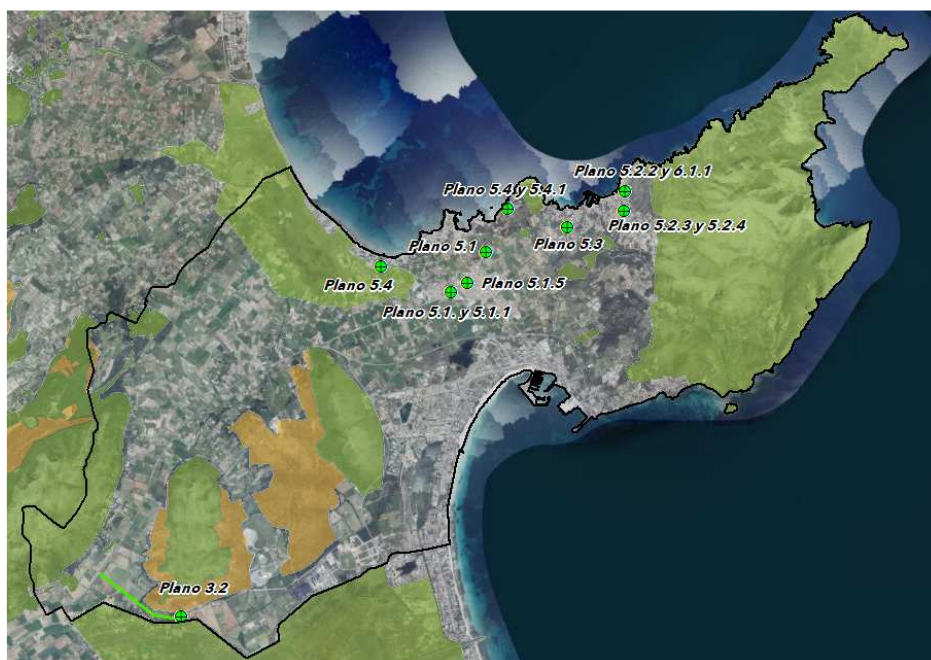 Plano 5.2.2 y 6.1.1
Plano 5.4 y 5.4.1
Plano 5.2.3 y 5.2.4
Plano 5.3
Plano 5.1
Plano 5.4
Plano 5.1.5
Plano 5.1. y 5.1.1
Plano 3.2